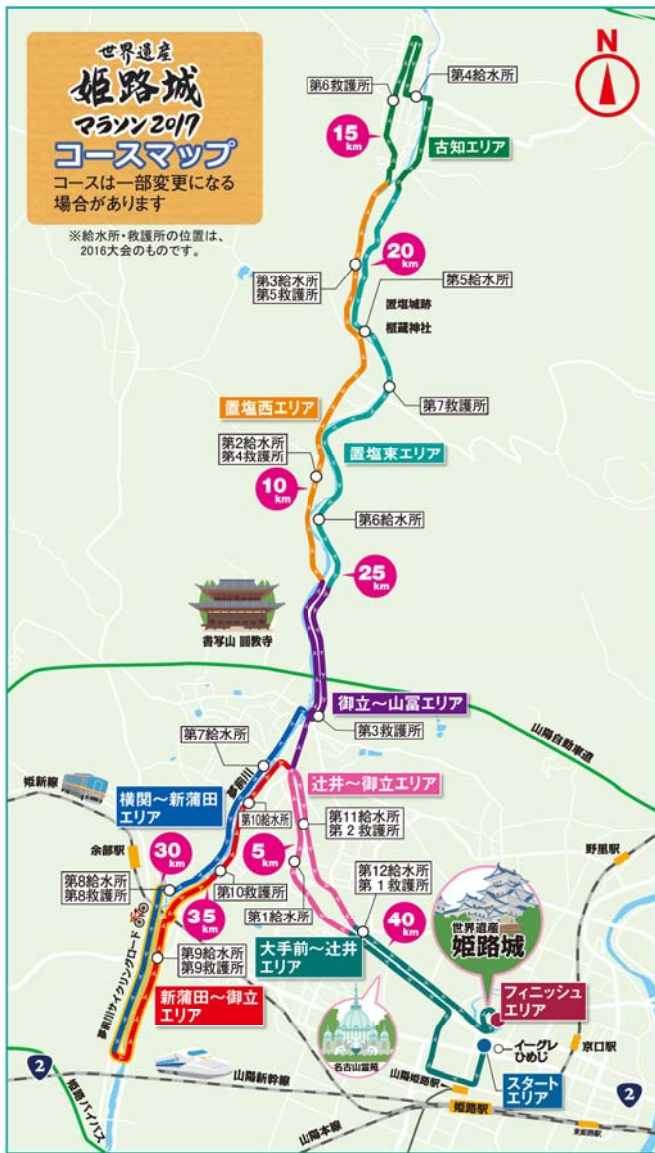 世界遺産
姫路城
マラソン2017
コースマップ
コースは一部変更になる
場合があります
※給水所・救護所の位置は、
2016大会のものです。
N
第6救護所
第4給水所
15
km
古知エリア
20
km
第3給水所
第5救護所
第5給水所
置塩城跡
櫃蔵神社
第7救護所
置塩西エリア
第2給水所
第4救護所
置塩東エリア
10
km
第6給水所
25
km
書写山 圓教寺
御立～山冨エリア
第3救護所
山陽自動車道
第7給水所
夢前川
辻井～御立エリア
姫新線
横関～新蒲田
エリア
第10給水所
第11給水所
第2救護所
余部駅
30
km
5
km
野里駅
第8給水所
第8救護所
第10救護所
第1給水所
第12給水所
第1救護所
35
km
40
km
世界遺産
姫路城
大手前～辻井
エリア
第9給水所
第9救護所
夢前川サイクリングロード
新蒲田～御立
エリア
フィニッシュ
エリア
名古山霊苑
イーグレ
ひめじ
京口駅
スタート
エリア
2
山陽新幹線
山陽姫路駅
姫路駅
2
姫路バイパス
山陽本線
東姫路駅